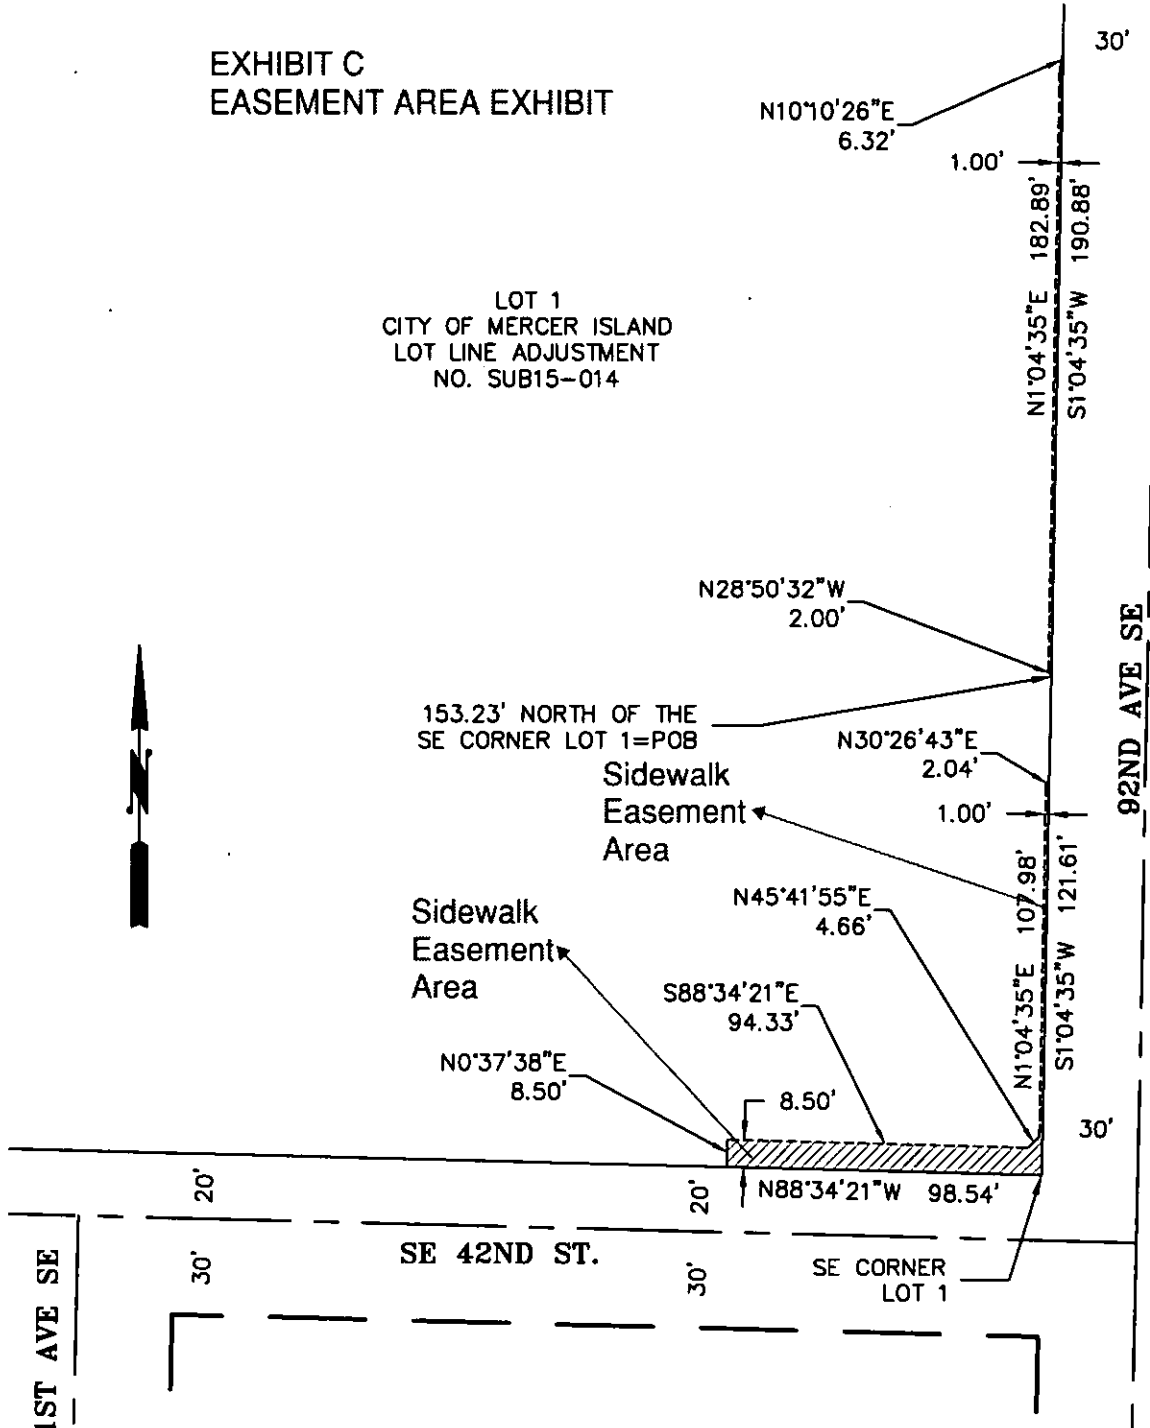 EXHIBIT C
EASEMENT AREA EXHIBIT
30'
N10°10'26"E
6.32'
1.00'
N1°04'35"E 182.89'
S1°04'35"W 190.88'
LOT 1
CITY OF MERCER ISLAND
LOT LINE ADJUSTMENT
NO. SUB15-014
N28°50'32"W
2.00'
153.23' NORTH OF THE
SE CORNER LOT 1=POB
N30°26'43"E
2.04'
Sidewalk
Easement
Area
1.00'
92ND AVE SE
N
N45°41'55"E
4.66'
N1°04'35"E 107.98'
S1°04'35"W 121.61'
Sidewalk
Easement
Area
S88°34'21"E
94.33'
N0°37'38"E
8.50'
8.50'
30'
20'
20'
N88°34'21"W 98.54'
SE 42ND ST.
30'
30'
SE CORNER
LOT 1
1ST AVE SE